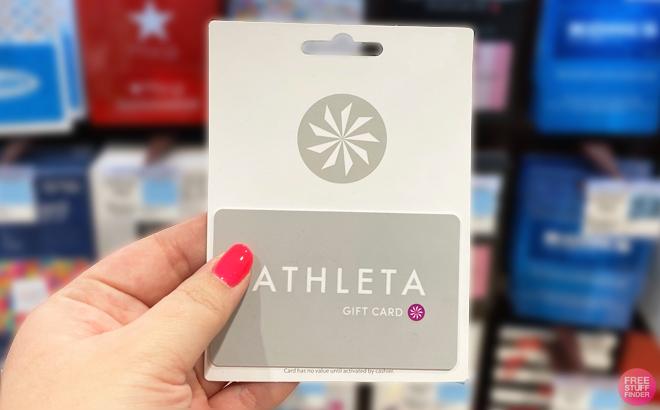 ATHLETA
GIFT CARD
Card has no value until activated by cashier.
FREE
STUFF
FINDER